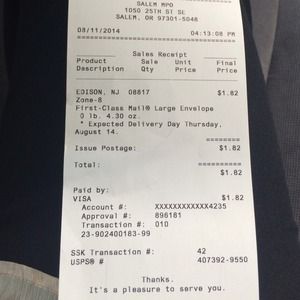 SALEM MPO
1050 25TH ST SE
SALEM, OR 97301-5048
08/11/2014 04:13:08 PM
Sales Receipt
Product Sale Unit Final
Description Qty Price Price
EDISON, NJ 08817 $1.82
Zone-8
First-Class Mail® Large Envelope
0 lb. 4.30 oz.
* Expected Delivery Day Thursday,
August 14.
Issue Postage: $1.82
Total: $1.82
Paid by:
VISA $1.82
Account #: XXXXXXXXXXXX4235
Approval #: 896181
Transaction #: 010
23-902400183-99
SSK Transaction #: 42
USPS® # 407392-9550
Thanks.
It's a pleasure to serve you.